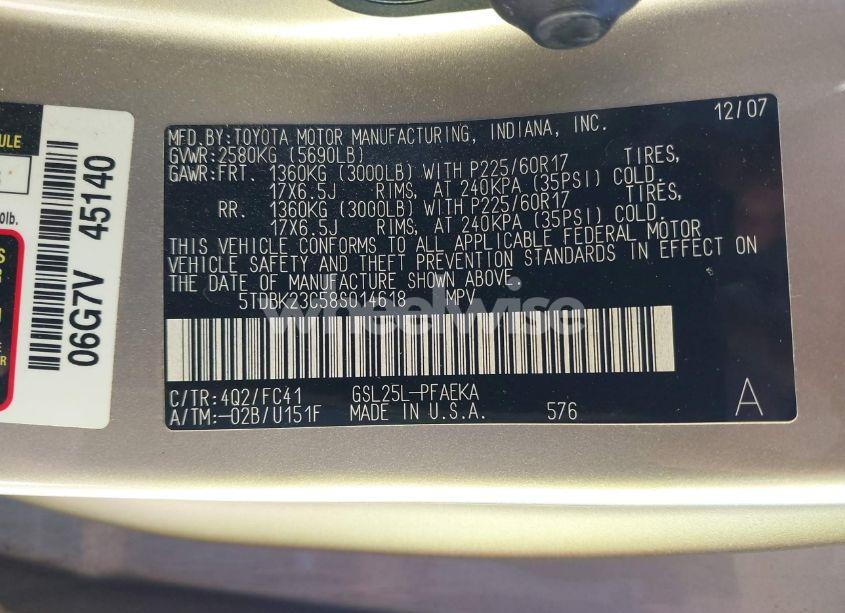 ULE
0lb.
S
R
N
E
OR
06G7V 45140
12/07
MFD.BY:TOYOTA MOTOR MANUFACTURING, INDIANA, INC.
GVWR:2580KG (5690LB)
GAWR:FRT. 1360KG (3000LB) WITH P225/60R17 TIRES,
17X6.5J RIMS, AT 240KPA (35PSI) COLD.
RR. 1360KG (3000LB) WITH P225/60R17 TIRES,
17X6.5J RIMS, AT 240KPA (35PSI) COLD.
THIS VEHICLE CONFORMS TO ALL APPLICABLE FEDERAL MOTOR
VEHICLE SAFETY AND THEFT PREVENTION STANDARDS IN EFFECT ON
THE DATE OF MANUFACTURE SHOWN ABOVE.
5TDBK23C58S014618 MPV
wheelwise
C/TR:4Q2/FC41 GSL25L-PFAEKA
A/TM:-02B/U151F MADE IN U.S.A. 576 A